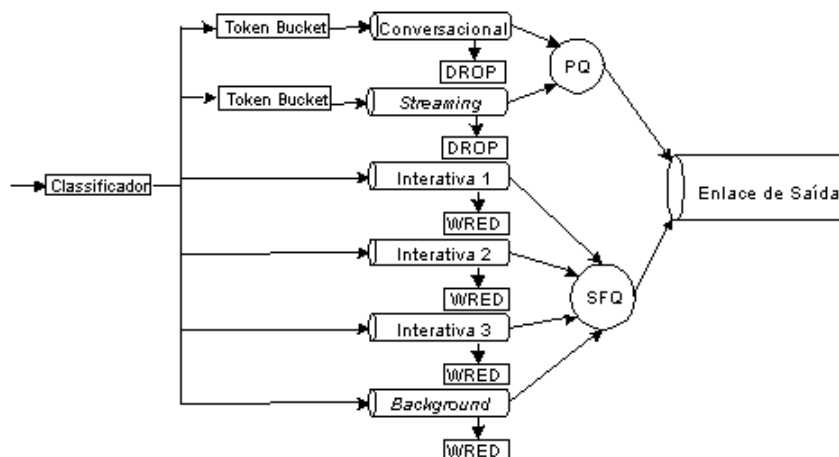 Token Bucket
Conversacional
DROP
PQ
Token Bucket
Streaming
DROP
Classificador
Interativa 1
Enlace de Saída
WRED
Interativa 2
WRED
SFQ
Interativa 3
WRED
Background
WRED